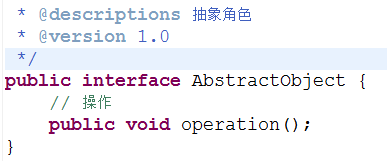 * @descriptions 抽象角色
* @version 1.0
*/
public interface AbstractObject {
// 操作
public void operation();
}